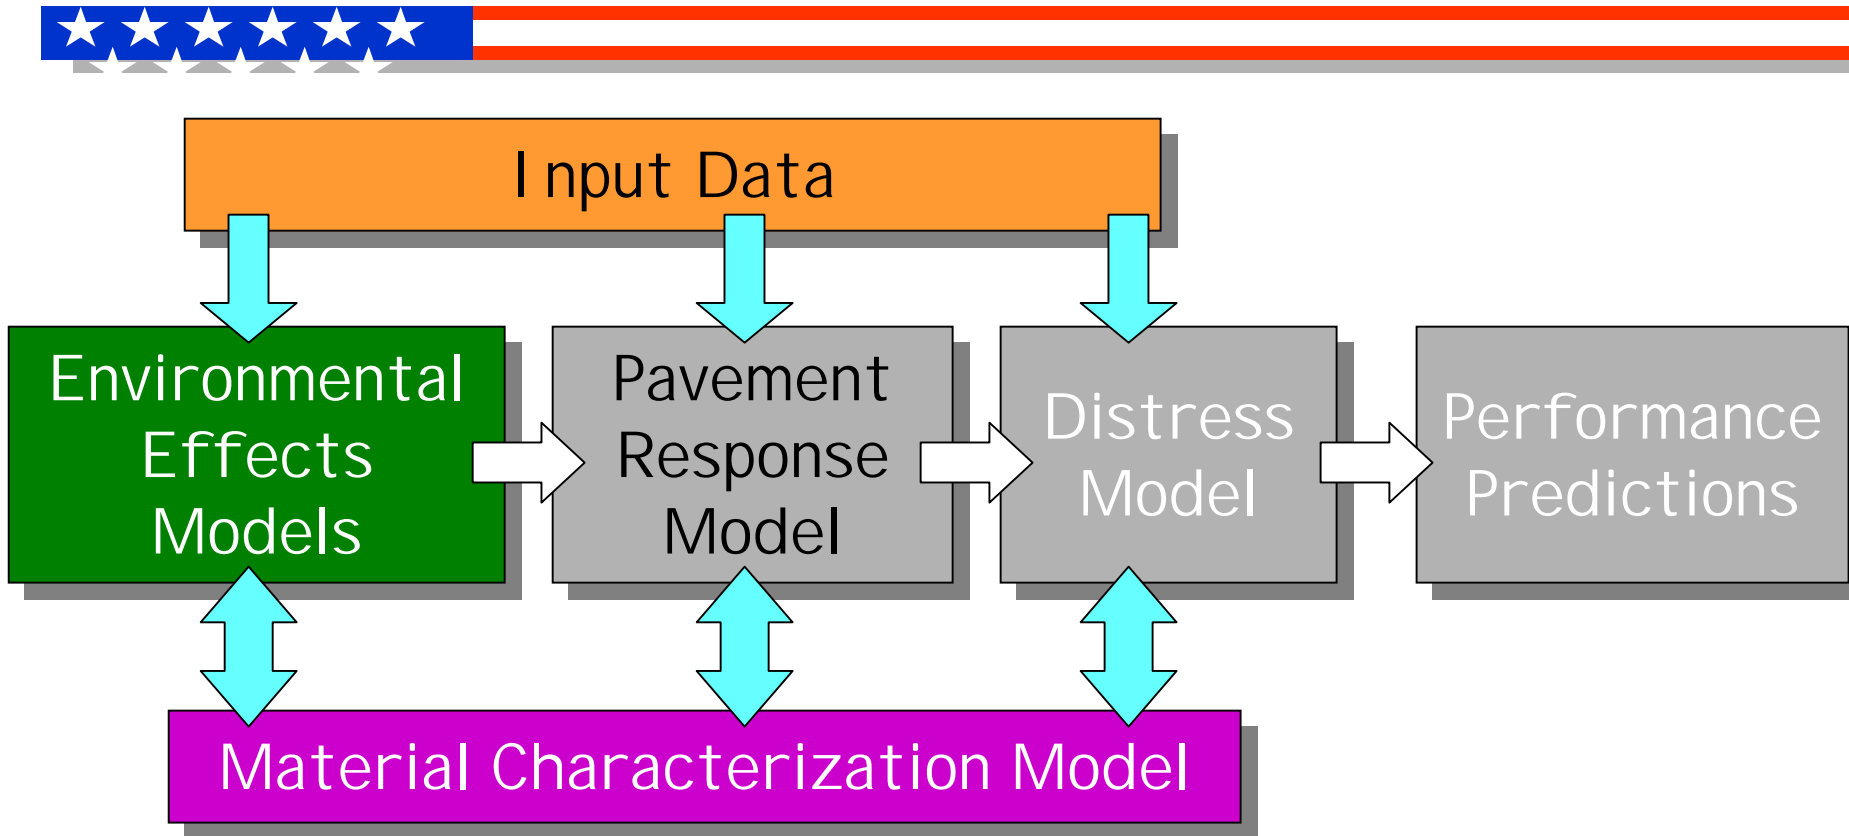 Input Data
Environmental
Effects
Models
Pavement
Response
Model
Distress
Model
Performance
Predictions
Material Characterization Model